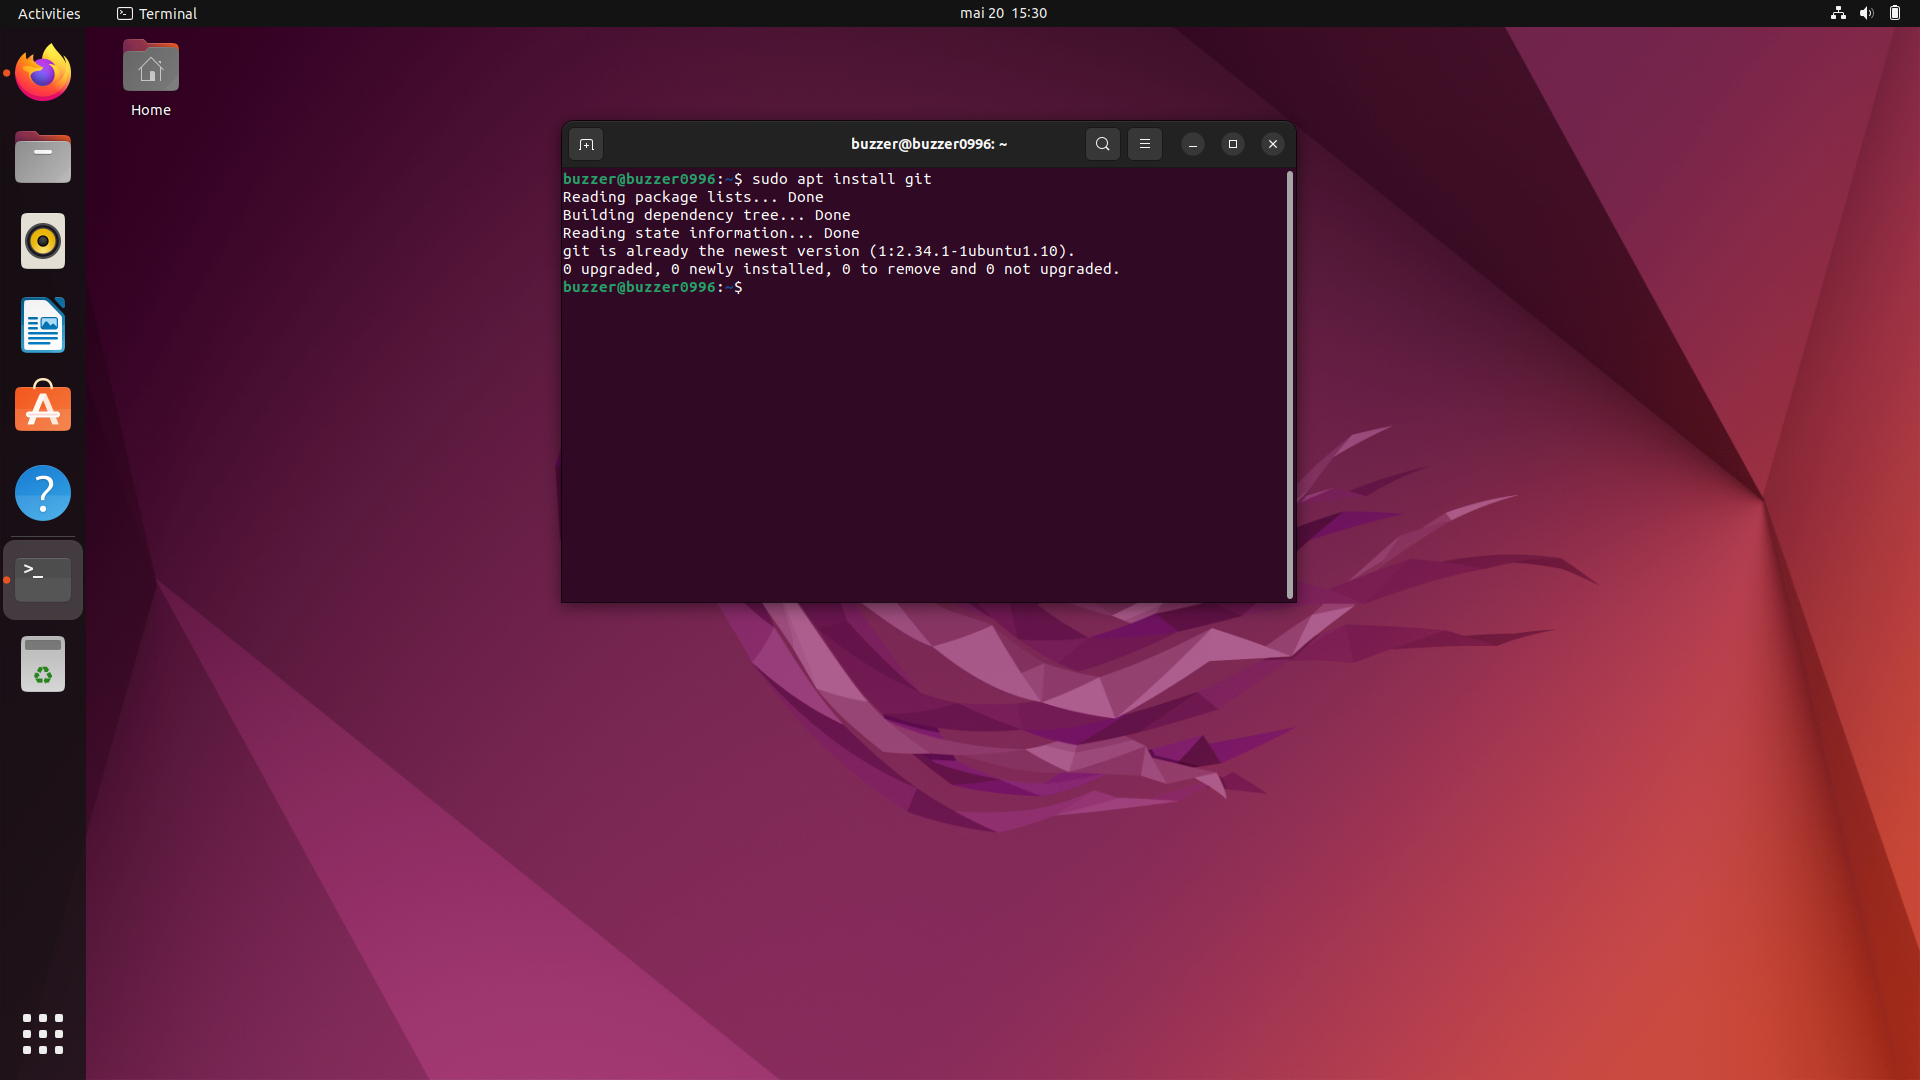 Activities
Terminal
mai 20 15:30
Home
buzzer@buzzer0996: ~
buzzer@buzzer0996:~$ sudo apt install git
Reading package lists... Done
Building dependency tree... Done
Reading state information... Done
git is already the newest version (1:2.34.1-1ubuntu1.10).
0 upgraded, 0 newly installed, 0 to remove and 0 not upgraded.
buzzer@buzzer0996:~$